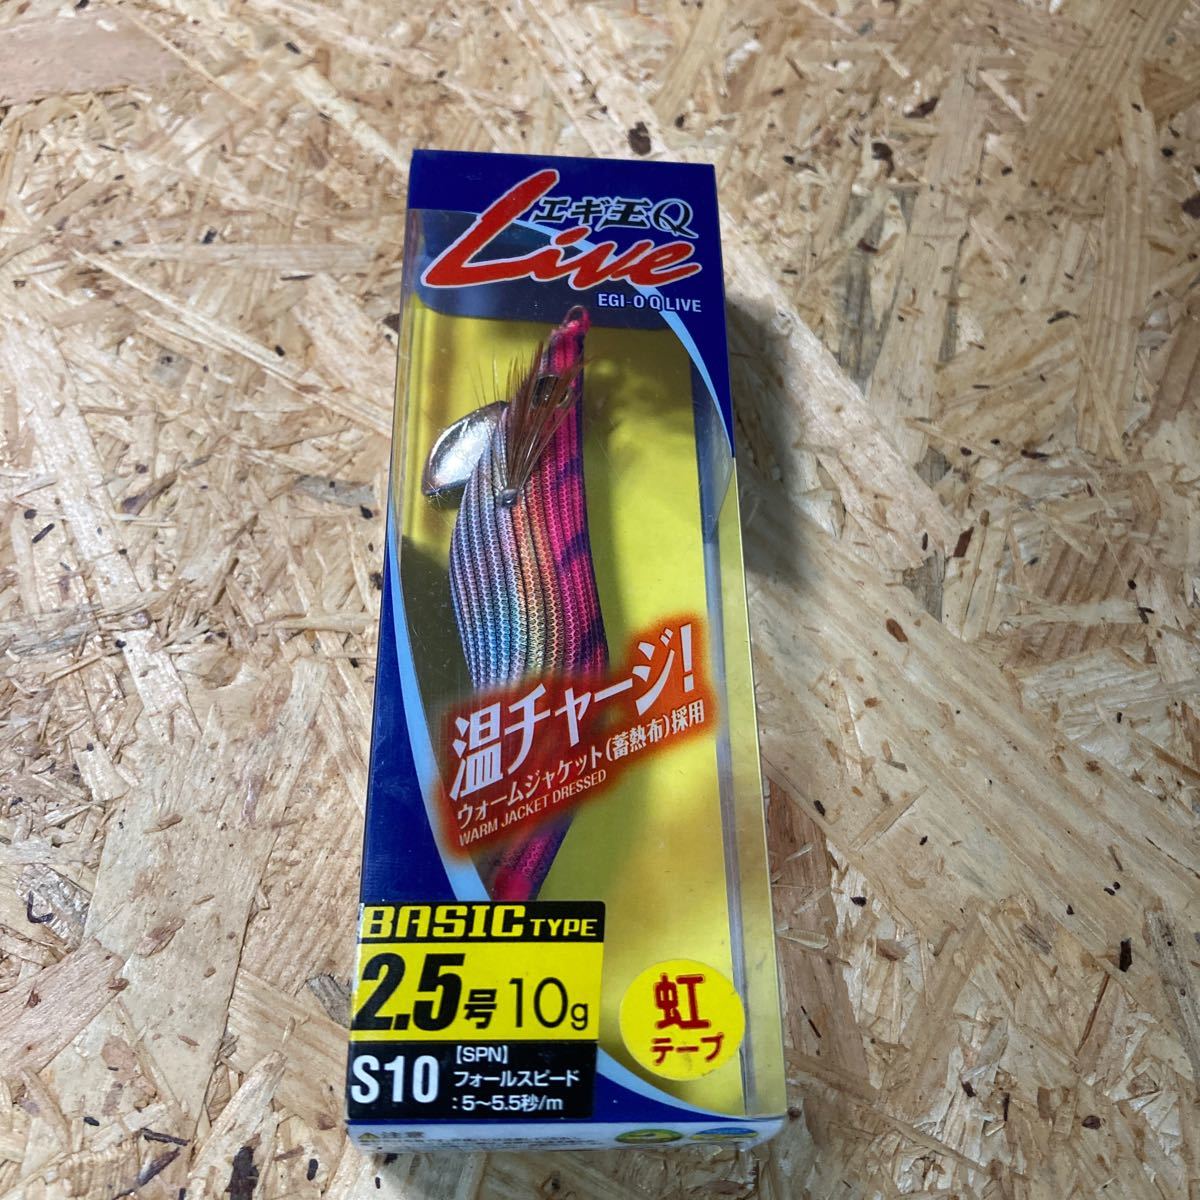 エギ王Q
Live
EGI-O Q LIVE
温チャージ!
ウォームジャケット(蓄熱布)採用
WARM JACKET DRESSED
BASIC TYPE
2.5号 10g
S10
【SPN】
フォールスピード
:5〜5.5秒/m
虹
テープ
注意